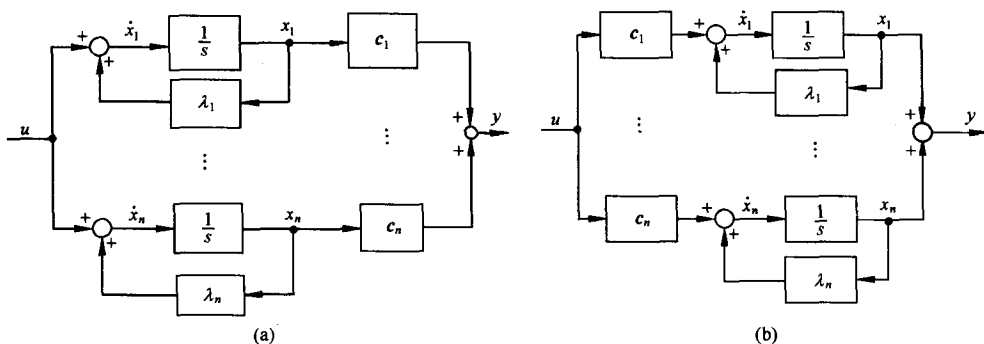 u
+
+
ẋ₁
1/s
x₁
c₁
λ₁
⋮
⋮
+
+
y
+
+
ẋₙ
1/s
xₙ
cₙ
λₙ
(a)
u
c₁
+
+
ẋ₁
1/s
x₁
λ₁
⋮
⋮
+
+
y
cₙ
+
+
ẋₙ
1/s
xₙ
λₙ
(b)